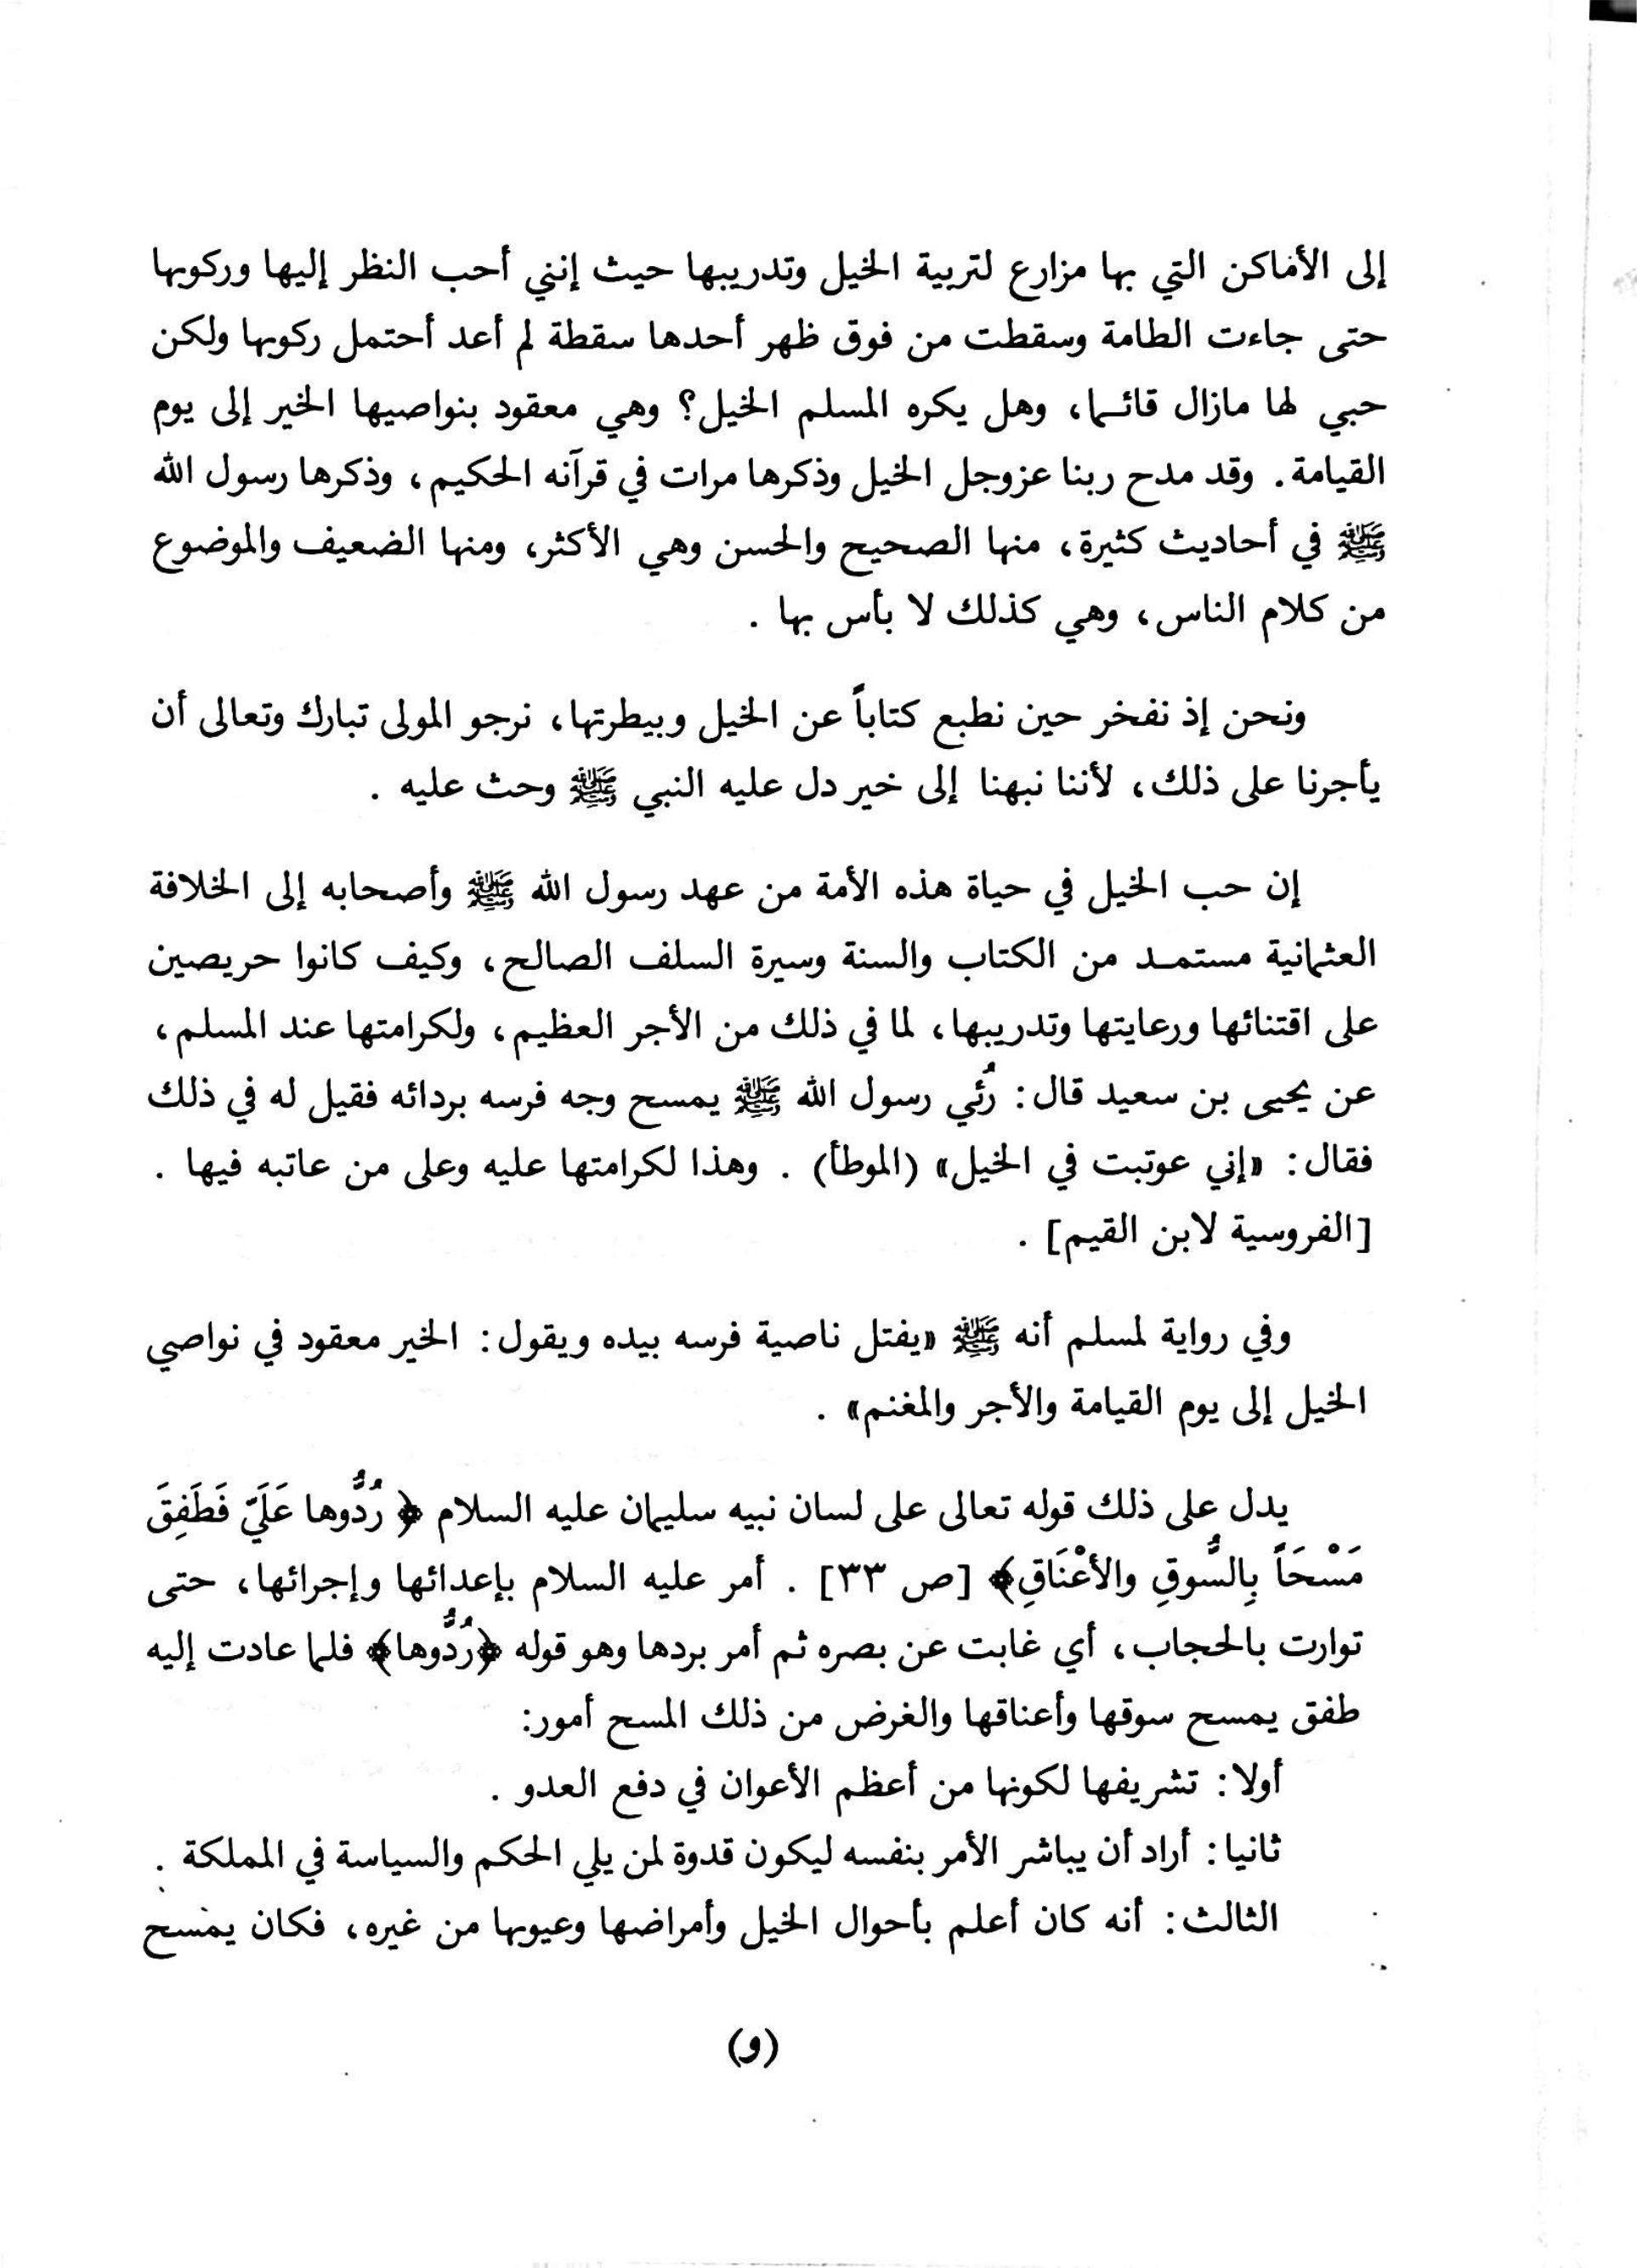 إلى الأماكن التي بها مزارع لتربية الخيل وتدريبها حيث إنني أحب النظر إليها وركوبها
حتى جاءت الطامة وسقطت من فوق ظهر أحدها سقطة لم أعد أحتمل ركوبها ولكن
حبي لها مازال قائما، وهل يكره المسلم الخيل؟ وهي معقود بنواصيها الخير إلى يوم
القيامة. وقد مدح ربنا عزوجل الخيل وذكرها مرات في قرآنه الحكيم، وذكرها رسول الله
ﷺ في أحاديث كثيرة، منها الصحيح والحسن وهي الأكثر، ومنها الضعيف والموضوع
من كلام الناس، وهي كذلك لا بأس بها .
ونحن إذ نفخر حين نطبع كتاباً عن الخيل وبيطرتها، نرجو المولى تبارك وتعالى أن
يأجرنا على ذلك، لأننا نبهنا إلى خير دل عليه النبي ﷺ وحث عليه .
إن حب الخيل في حياة هذه الأمة من عهد رسول الله ﷺ وأصحابه إلى الخلافة
العثمانية مستمد من الكتاب والسنة وسيرة السلف الصالح، وكيف كانوا حريصين
على اقتنائها ورعايتها وتدريبها، لما في ذلك من الأجر العظيم، ولكرامتها عند المسلم،
عن يحيى بن سعيد قال: رُئي رسول الله ﷺ يمسح وجه فرسه بردائه فقيل له في ذلك
فقال: «إني عوتبت في الخيل» (الموطأ) . وهذا لكرامتها عليه وعلى من عاتبه فيها .
[الفروسية لابن القيم] .
وفي رواية لمسلم أنه ﷺ «يفتل ناصية فرسه بيده ويقول: الخير معقود في نواصي
الخيل إلى يوم القيامة والأجر والمغنم» .
يدل على ذلك قوله تعالى على لسان نبيه سليمان عليه السلام ﴿ رُدُّوها عَلَيّ فَطَفِقَ
مَسْحَاً بِالسُّوقِ والأعْنَاقِ﴾ [ص ٣٣] . أمر عليه السلام بإعدائها وإجرائها، حتى
توارت بالحجاب، أي غابت عن بصره ثم أمر بردها وهو قوله ﴿رُدُّوها﴾ فلما عادت إليه
طفق يمسح سوقها وأعناقها والغرض من ذلك المسح أمور:
أولا: تشريفها لكونها من أعظم الأعوان في دفع العدو .
ثانيا: أراد أن يباشر الأمر بنفسه ليكون قدوة لمن يلي الحكم والسياسة في المملكة .
الثالث: أنه كان أعلم بأحوال الخيل وأمراضها وعيوبها من غيره، فكان يمسح
(و)